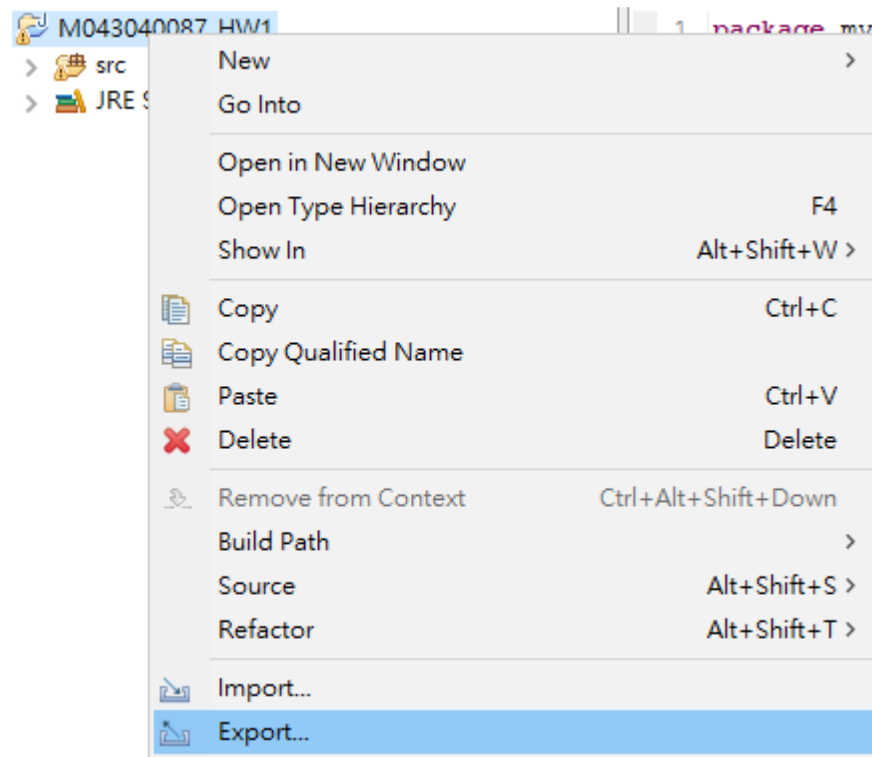 M043040087_HW1
1 package my
src
JRE S
New
Go Into
Open in New Window
Open Type Hierarchy F4
Show In Alt+Shift+W >
Copy Ctrl+C
Copy Qualified Name
Paste Ctrl+V
Delete Delete
Remove from Context Ctrl+Alt+Shift+Down
Build Path
Source Alt+Shift+S >
Refactor Alt+Shift+T >
Import...
Export...